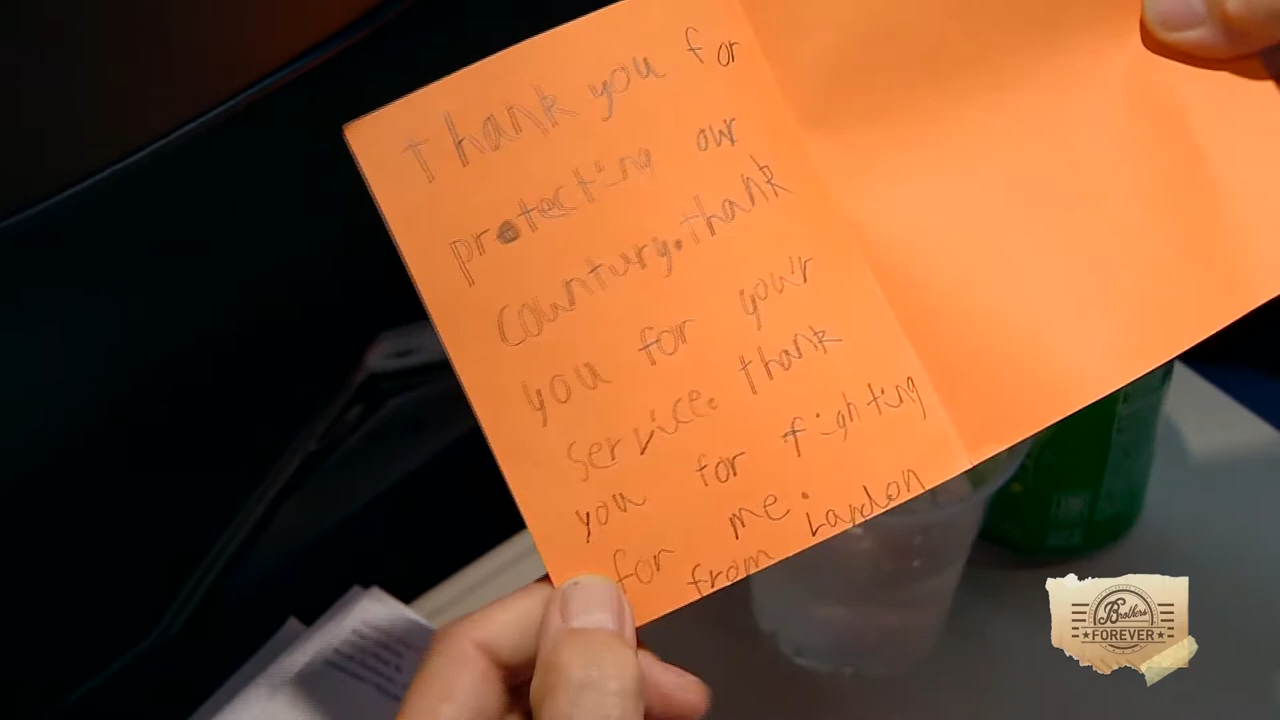 Thank you for
protecting our
countury. thank
you for your
service. thank
you for fighting
for me.
from Landon
Brothers
FOREVER